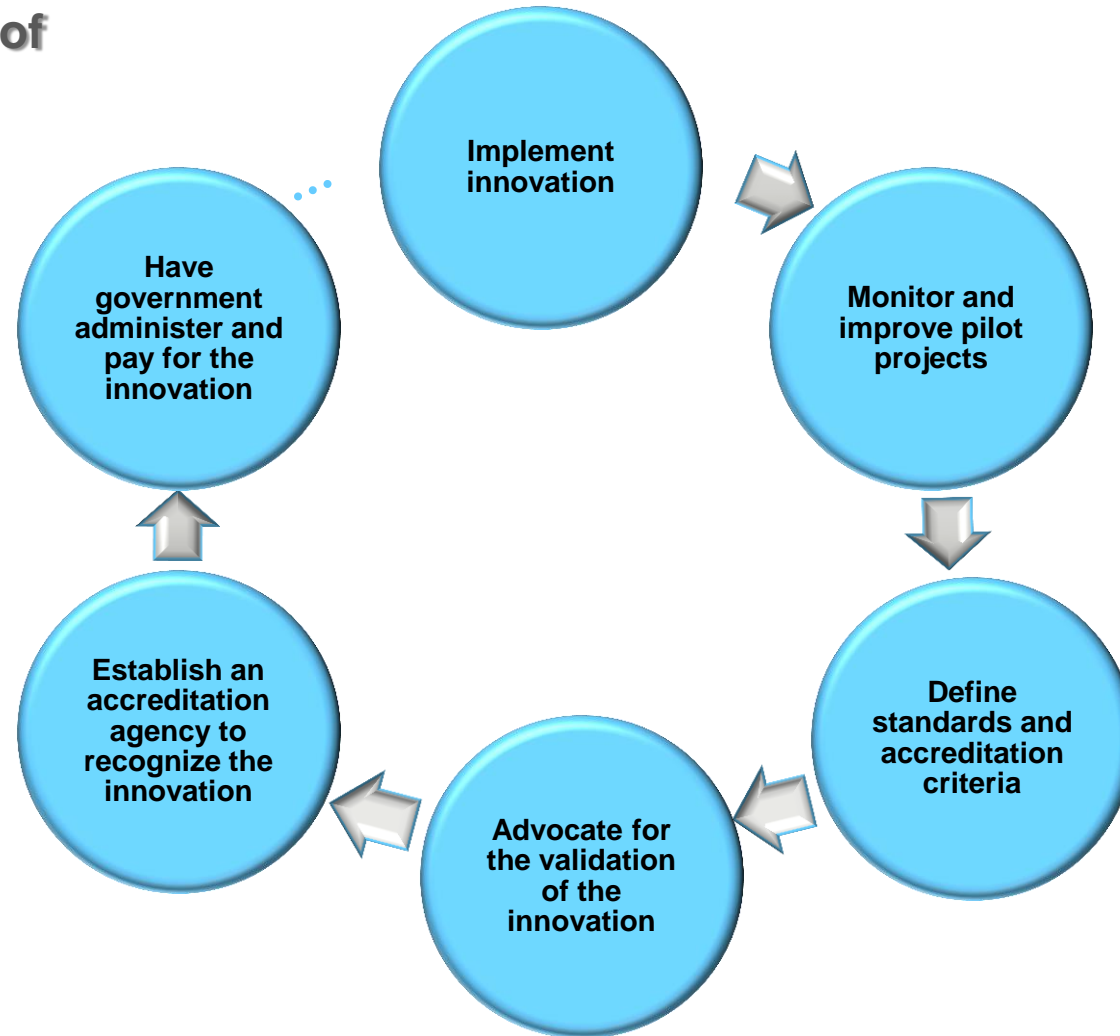 of
Implement
innovation
Monitor and
improve pilot
projects
Define
standards and
accreditation
criteria
Advocate for
the validation
of the
innovation
Establish an
accreditation
agency to
recognize the
innovation
Have
government
administer and
pay for the
innovation